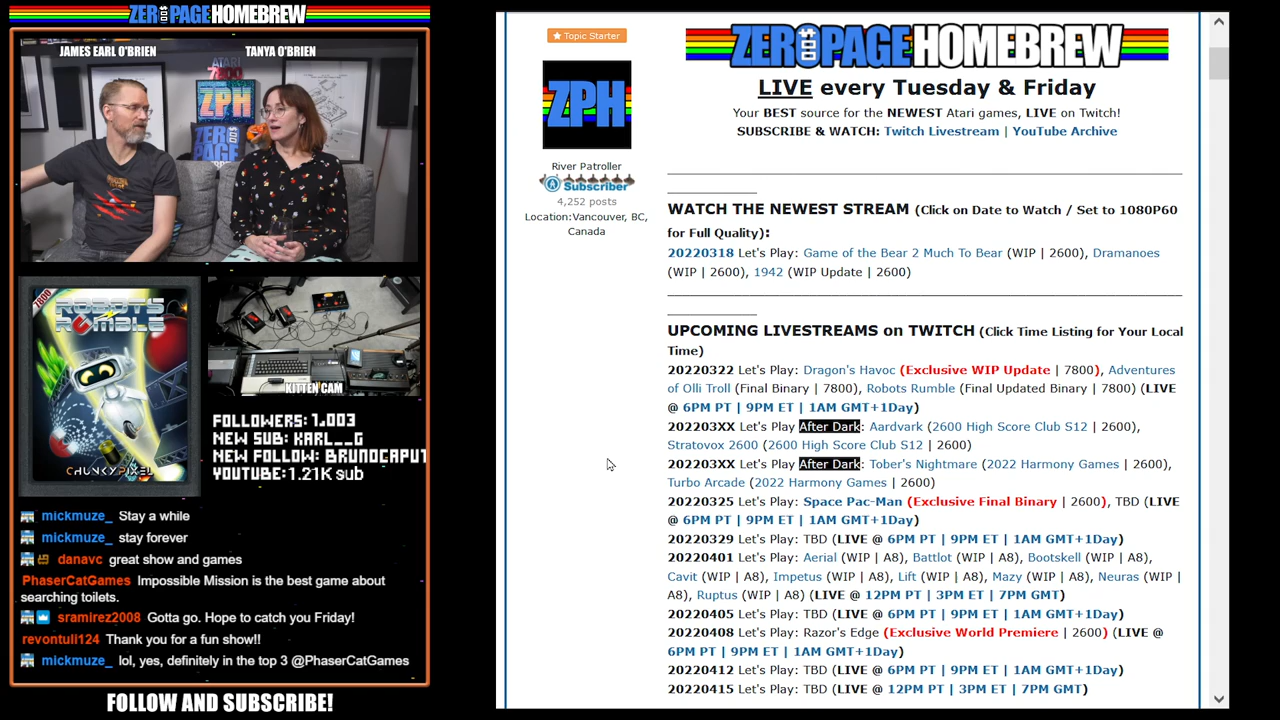 ZEROPAGE HOMEBREW
JAMES EARL O'BRIEN
TANYA O'BRIEN
ATARI
7800
ZPH
ZERO
PAGE
7800
ROBOTS
RUMBLE
CHUNKYPIXEL
KITTEN CAM
FOLLOWERS: 1,003
NEW SUB: KARL__G
NEW FOLLOW: BRUNOCAPUT
YOUTUBE: 1.21K sub
mickmuze_ Stay a while
mickmuze_ stay forever
danavc great show and games
PhaserCatGames Impossible Mission is the best game about
searching toilets.
sramirez2008 Gotta go. Hope to catch you Friday!
revontuli124 Thank you for a fun show!!
mickmuze_ lol, yes, definitely in the top 3 @PhaserCatGames
FOLLOW AND SUBSCRIBE!
Topic Starter
ZPH
River Patroller
Subscriber
4,252 posts
Location:Vancouver, BC,
Canada
ZEROPAGE HOMEBREW
LIVE every Tuesday & Friday
Your BEST source for the NEWEST Atari games, LIVE on Twitch!
SUBSCRIBE & WATCH: Twitch Livestream | YouTube Archive
WATCH THE NEWEST STREAM (Click on Date to Watch / Set to 1080P60
for Full Quality):
20220318 Let's Play: Game of the Bear 2 Much To Bear (WIP | 2600), Dramanoes
(WIP | 2600), 1942 (WIP Update | 2600)
UPCOMING LIVESTREAMS on TWITCH (Click Time Listing for Your Local
Time)
20220322 Let's Play: Dragon's Havoc (Exclusive WIP Update | 7800), Adventures
of Olli Troll (Final Binary | 7800), Robots Rumble (Final Updated Binary | 7800) (LIVE
@ 6PM PT | 9PM ET | 1AM GMT+1Day)
202203XX Let's Play After Dark: Aardvark (2600 High Score Club S12 | 2600),
Stratovox 2600 (2600 High Score Club S12 | 2600)
202203XX Let's Play After Dark: Tober's Nightmare (2022 Harmony Games | 2600),
Turbo Arcade (2022 Harmony Games | 2600)
20220325 Let's Play: Space Pac-Man (Exclusive Final Binary | 2600), TBD (LIVE
@ 6PM PT | 9PM ET | 1AM GMT+1Day)
20220329 Let's Play: TBD (LIVE @ 6PM PT | 9PM ET | 1AM GMT+1Day)
20220401 Let's Play: Aerial (WIP | A8), Battlot (WIP | A8), Bootskell (WIP | A8),
Cavit (WIP | A8), Impetus (WIP | A8), Lift (WIP | A8), Mazy (WIP | A8), Neuras (WIP |
A8), Ruptus (WIP | A8) (LIVE @ 12PM PT | 3PM ET | 7PM GMT)
20220405 Let's Play: TBD (LIVE @ 6PM PT | 9PM ET | 1AM GMT+1Day)
20220408 Let's Play: Razor's Edge (Exclusive World Premiere | 2600) (LIVE @
6PM PT | 9PM ET | 1AM GMT+1Day)
20220412 Let's Play: TBD (LIVE @ 6PM PT | 9PM ET | 1AM GMT+1Day)
20220415 Let's Play: TBD (LIVE @ 12PM PT | 3PM ET | 7PM GMT)